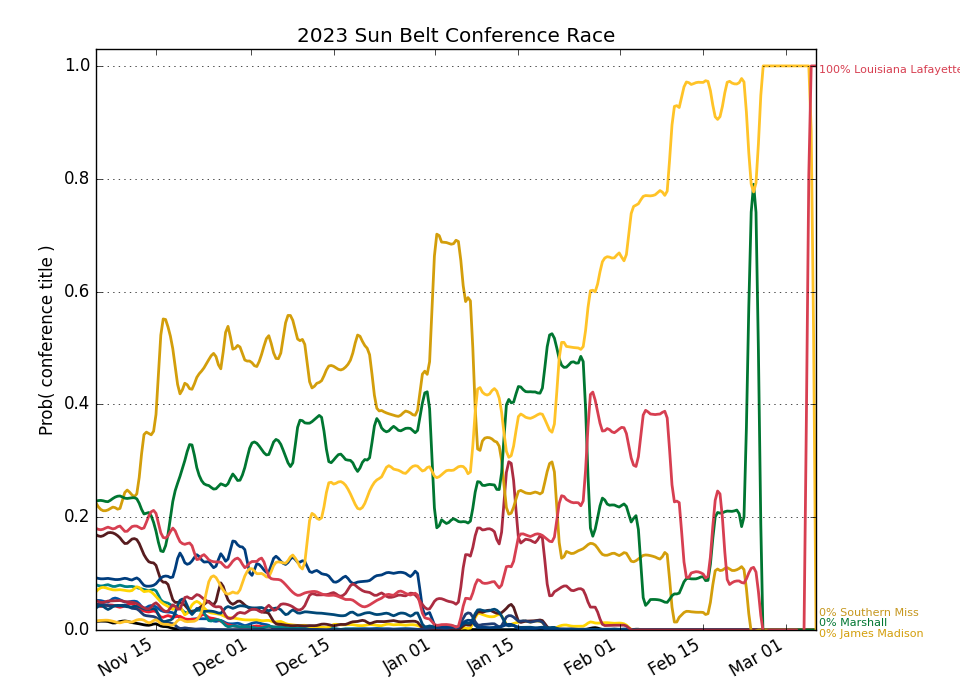 2023 Sun Belt Conference Race
Prob( conference title )
1.0
0.8
0.6
0.4
0.2
0.0
Nov 15
Dec 01
Dec 15
Jan 01
Jan 15
Feb 01
Feb 15
Mar 01
100% Louisiana Lafayette
0% Southern Miss
0% Marshall
0% James Madison